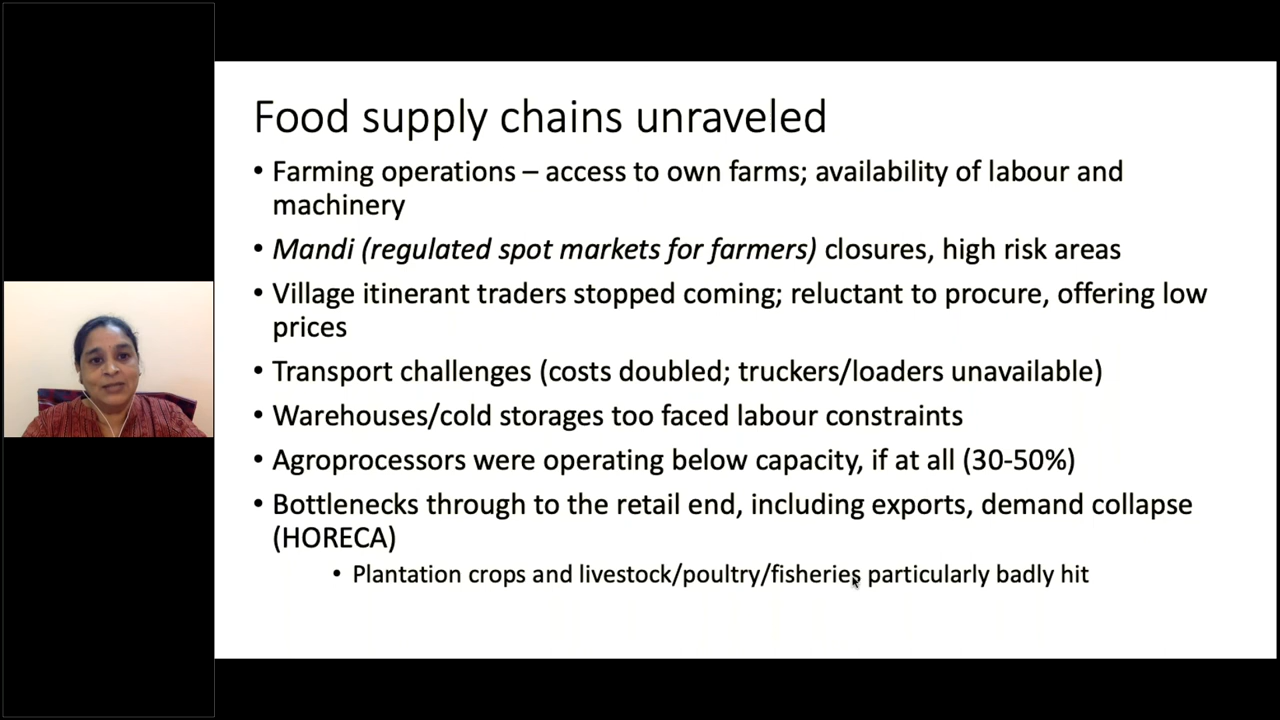 Food supply chains unraveled
• Farming operations – access to own farms; availability of labour and
machinery
• Mandi (regulated spot markets for farmers) closures, high risk areas
• Village itinerant traders stopped coming; reluctant to procure, offering low
prices
• Transport challenges (costs doubled; truckers/loaders unavailable)
• Warehouses/cold storages too faced labour constraints
• Agroprocessors were operating below capacity, if at all (30-50%)
• Bottlenecks through to the retail end, including exports, demand collapse
(HORECA)
• Plantation crops and livestock/poultry/fisheries particularly badly hit